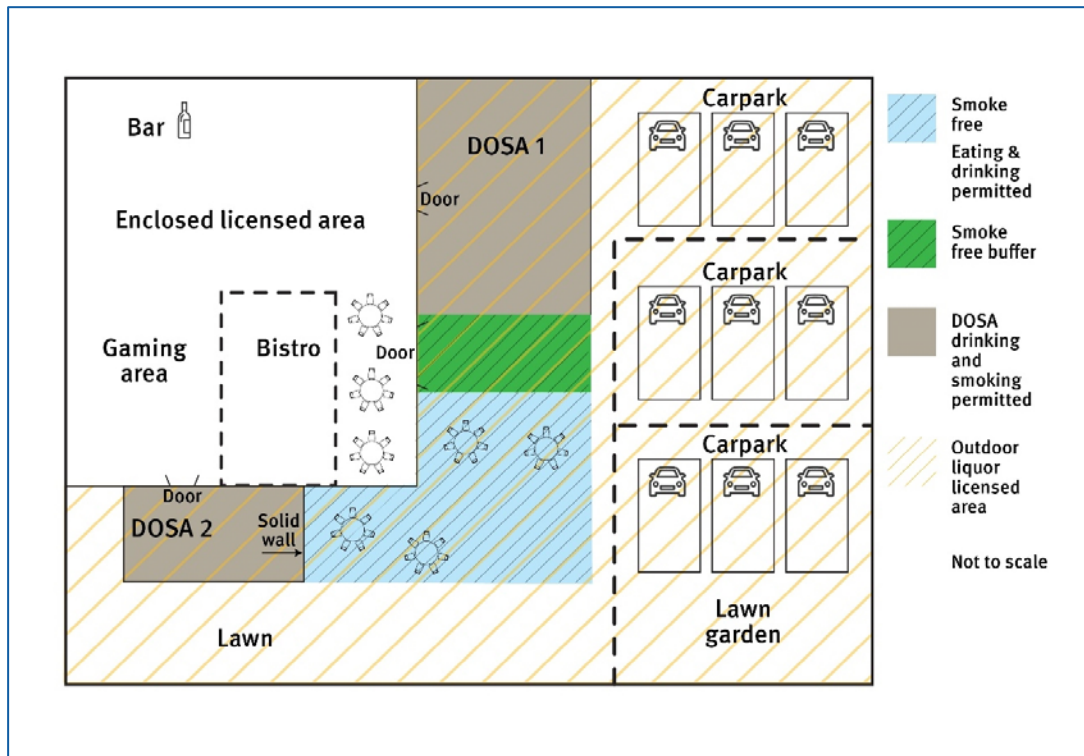 Bar
DOSA 1
Door
Enclosed licensed area
Gaming
area
Bistro
Door
Door
DOSA 2
Solid
wall
Lawn
Carpark
Carpark
Carpark
Lawn
garden
Smoke
free
Eating &
drinking
permitted
Smoke
free buffer
DOSA
drinking
and
smoking
permitted
Outdoor
liquor
licensed
area
Not to scale